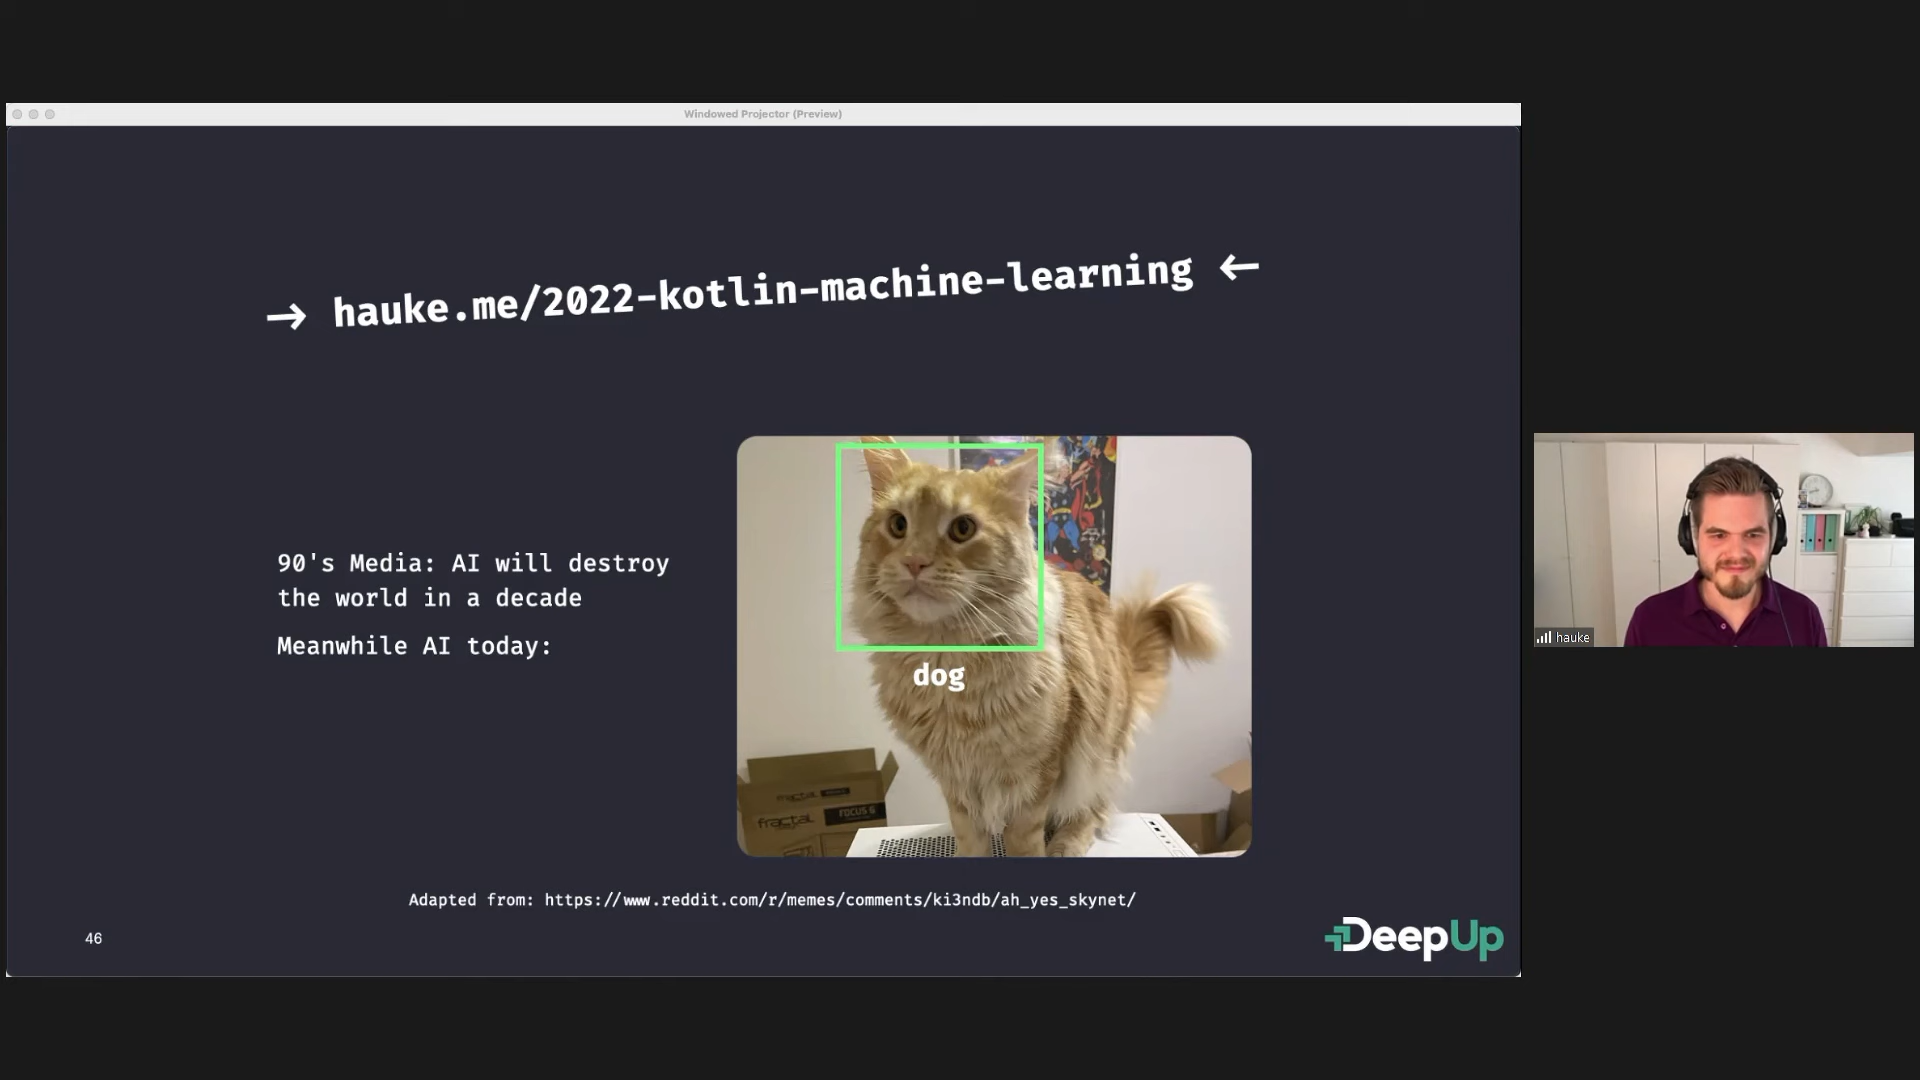 Windowed Projector (Preview)
→ hauke.me/2022-kotlin-machine-learning ←
90's Media: AI will destroy
the world in a decade
Meanwhile AI today:
dog
fractal
fractal
FOCUS G
Adapted from: https://www.reddit.com/r/memes/comments/ki3ndb/ah_yes_skynet/
46
DeepUp
hauke